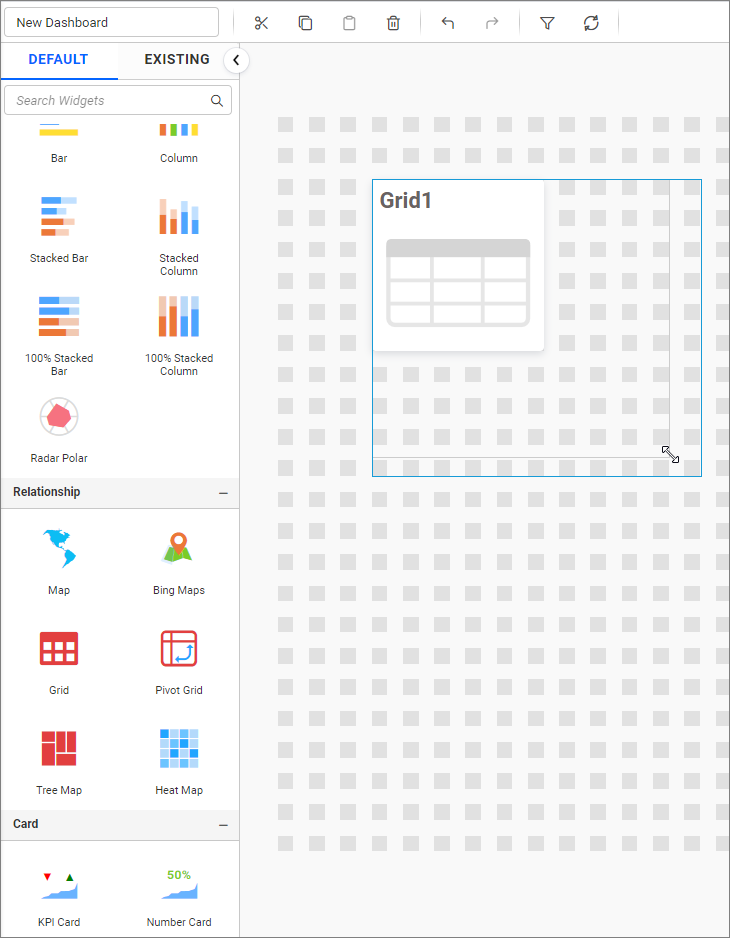 New Dashboard
DEFAULT
EXISTING
Search Widgets
Grid1
Bar
Column
Stacked Bar
Stacked
Column
100% Stacked
Bar
100% Stacked
Column
Radar Polar
Relationship
Map
Bing Maps
Grid
Pivot Grid
Tree Map
Heat Map
Card
50%
KPI Card
Number Card